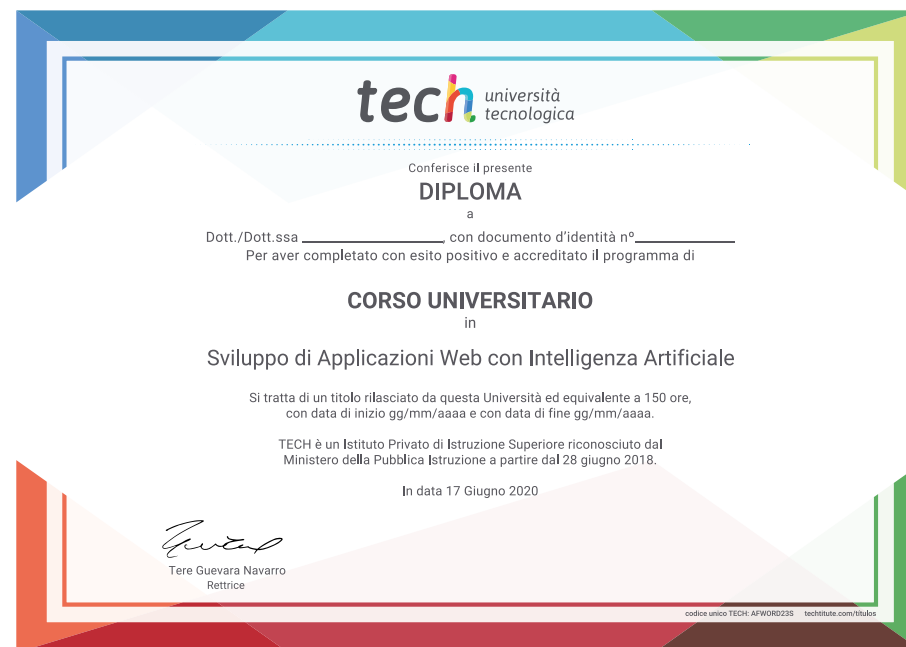 tech università
tecnologica
Conferisce il presente
DIPLOMA
a
Dott./Dott.ssa ____________________, con documento d'identità nº______________
Per aver completato con esito positivo e accreditato il programma di
CORSO UNIVERSITARIO
in
Sviluppo di Applicazioni Web con Intelligenza Artificiale
Si tratta di un titolo rilasciato da questa Università ed equivalente a 150 ore,
con data di inizio gg/mm/aaaa e con data di fine gg/mm/aaaa.
TECH è un Istituto Privato di Istruzione Superiore riconosciuto dal
Ministero della Pubblica Istruzione a partire dal 28 giugno 2018.
In data 17 Giugno 2020
Tere Guevara Navarro
Rettrice
codice unico TECH: AFWORD23S techtitute.com/titulos